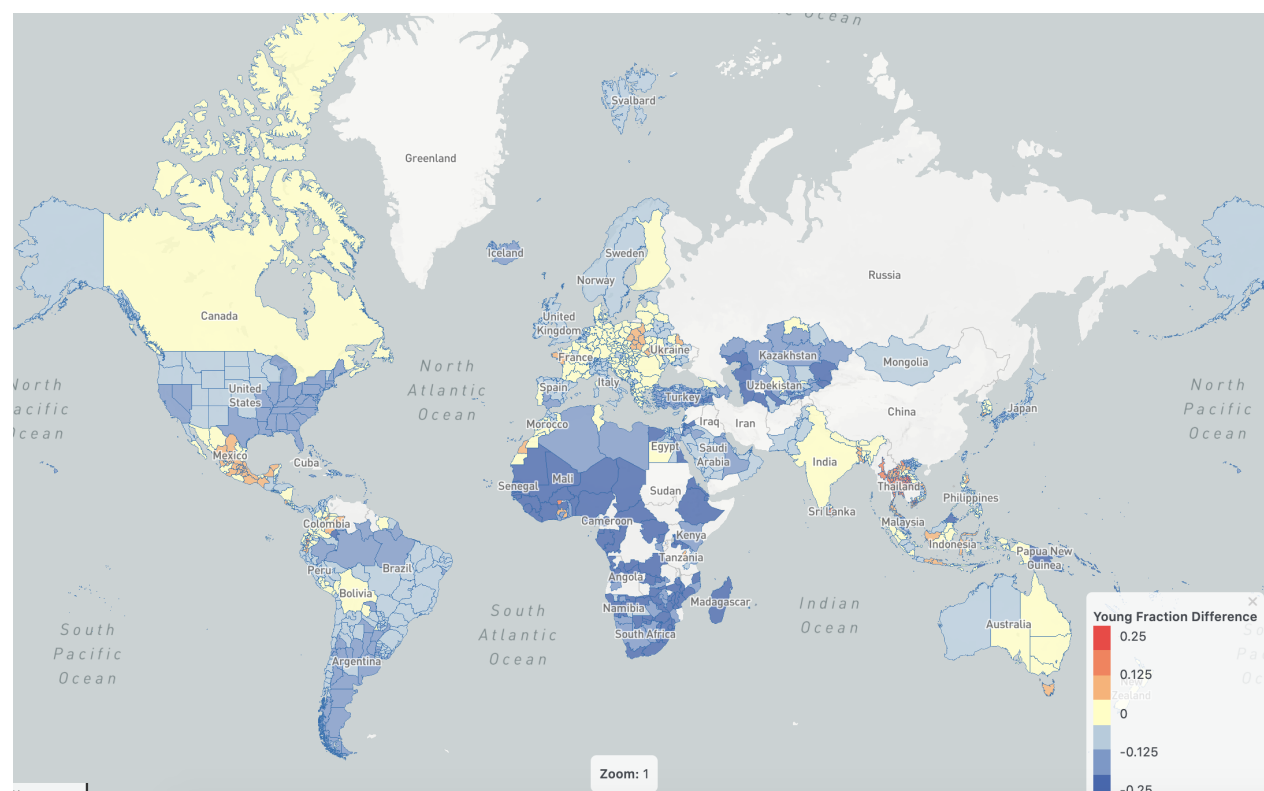 Ocean
Svalbard
Greenland
Iceland
Sweden
Russia
Norway
Canada
United
Kingdom
Ukraine
France
Kazakhstan
Mongolia
North
Atlantic
Ocean
North
acific
Ocean
United
States
Spain
Italy
Uzbekistan
Turkey
North
Pacific
Ocean
China
Japan
Morocco
Iraq
Iran
Mexico
Cuba
Egypt
Saudi
Arabia
India
Senegal
Mali
Sudan
Thailand
Philippines
Sri Lanka
Colombia
Cameroon
Malaysia
Kenya
Indonesia
Papua New
Guinea
Tanzania
Peru
Brazil
Angola
Bolivia
Namibia
Madagascar
South
Atlantic
Ocean
Indian
Ocean
South
Pacific
Ocean
Australia
South Africa
Argentina
New
Zealand
Young Fraction Difference
0.25
0.125
0
-0.125
-0.25
Zoom: 1